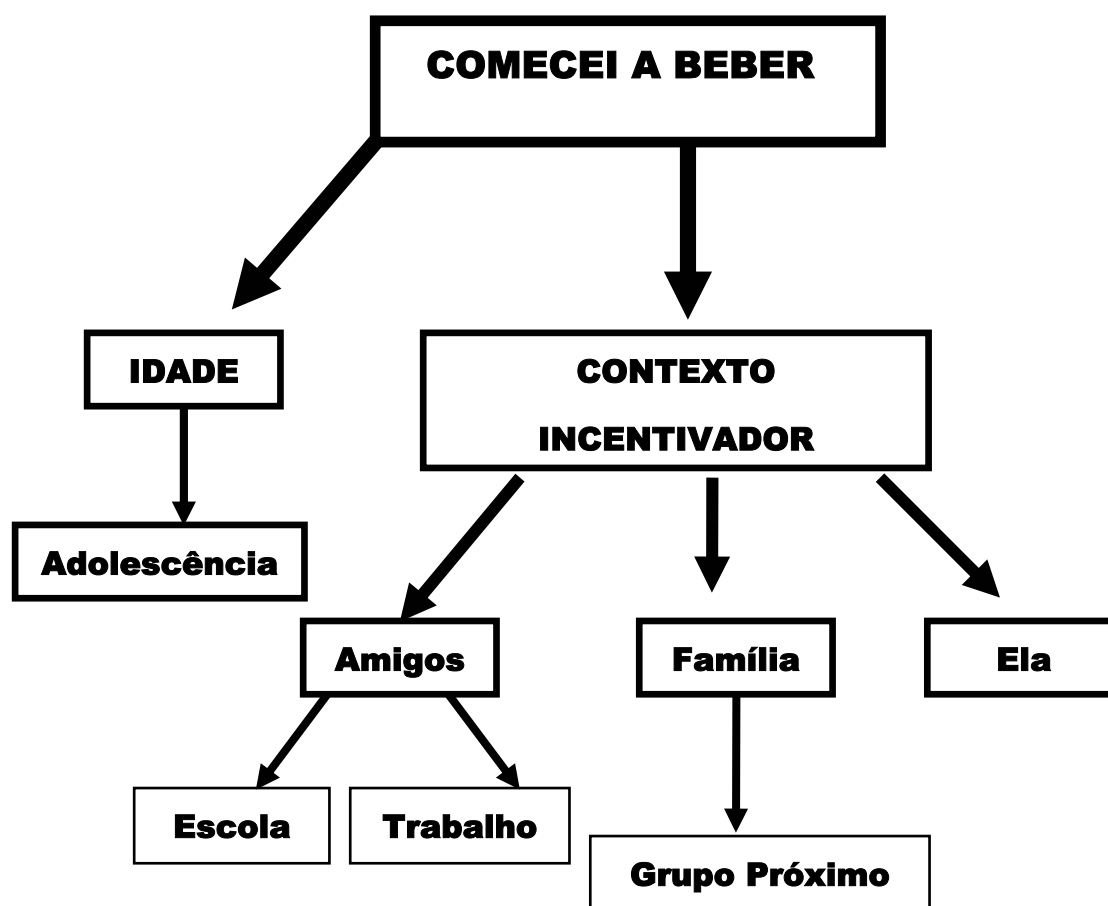 COMECEI A BEBER
IDADE
CONTEXTO
INCENTIVADOR
Adolescência
Amigos
Família
Ela
Escola
Trabalho
Grupo Próximo